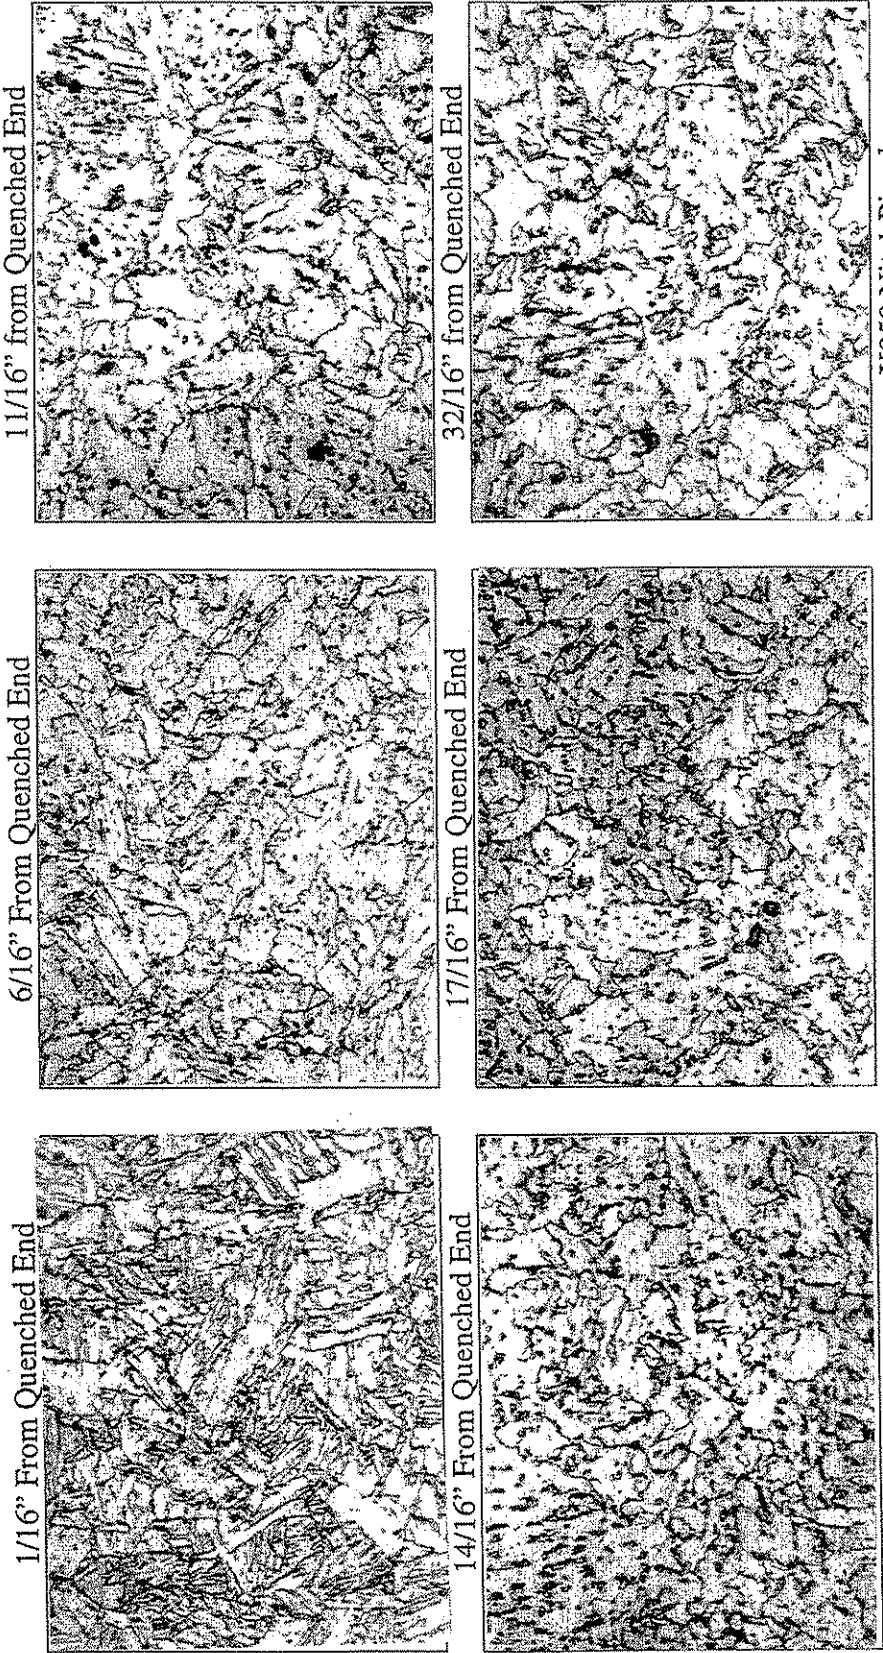 1/16" From Quenched End
6/16" From Quenched End
11/16" from Quenched End
14/16" From Quenched End
17/16" From Quenched End
32/16" from Quenched End